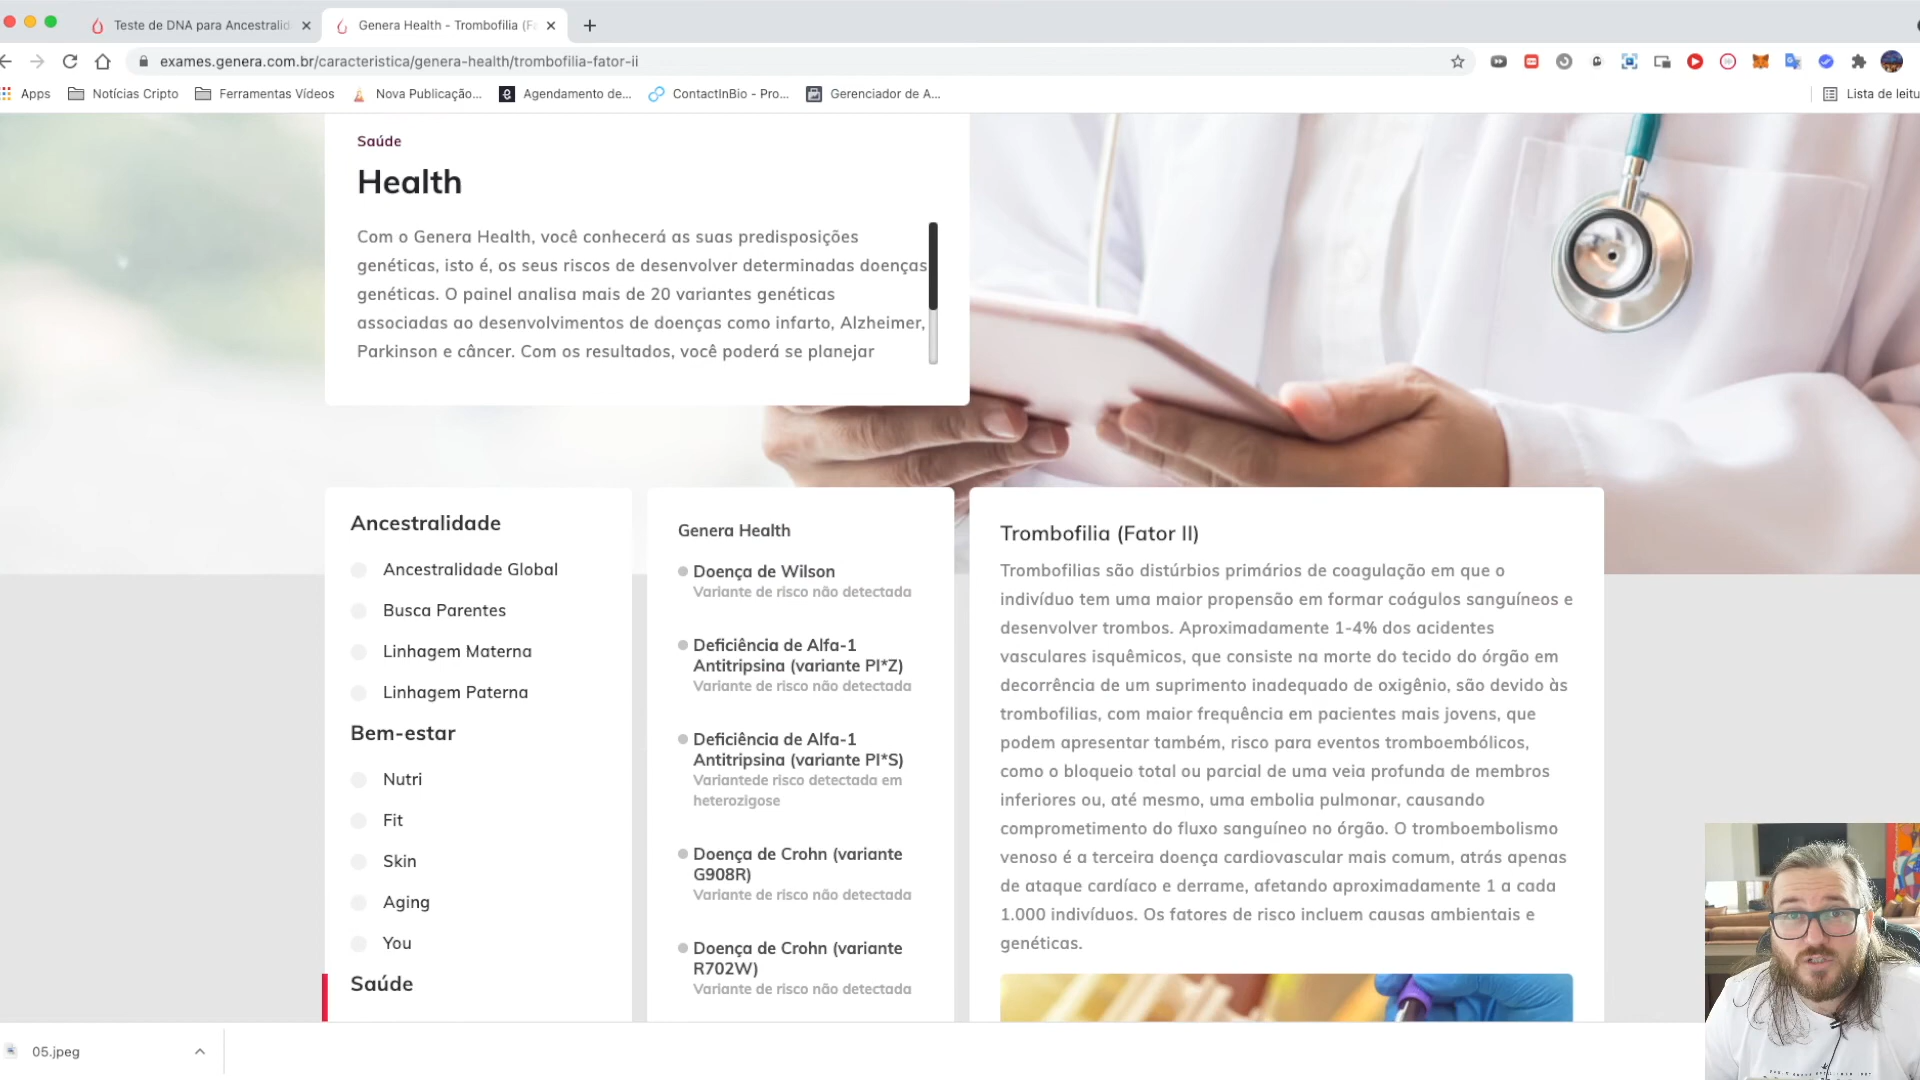 Teste de DNA para Ancestralid
Genera Health - Trombofilia (Fa
exames.genera.com.br/caracteristica/genera-health/trombofilia-fator-ii
Apps
Notícias Cripto
Ferramentas Vídeos
Nova Publicação...
Agendamento de...
ContactInBio - Pro...
Gerenciador de A...
Lista de leitu
Saúde
Health
Com o Genera Health, você conhecerá as suas predisposições
genéticas, isto é, os seus riscos de desenvolver determinadas doenças
genéticas. O painel analisa mais de 20 variantes genéticas
associadas ao desenvolvimentos de doenças como infarto, Alzheimer,
Parkinson e câncer. Com os resultados, você poderá se planejar
Ancestralidade
Ancestralidade Global
Busca Parentes
Linhagem Materna
Linhagem Paterna
Bem-estar
Nutri
Fit
Skin
Aging
You
Saúde
Genera Health
Doença de Wilson
Variante de risco não detectada
Deficiência de Alfa-1
Antitripsina (variante PI*Z)
Variante de risco não detectada
Deficiência de Alfa-1
Antitripsina (variante PI*S)
Variantede risco detectada em
heterozigose
Doença de Crohn (variante
G908R)
Variante de risco não detectada
Doença de Crohn (variante
R702W)
Variante de risco não detectada
Trombofilia (Fator II)
Trombofilias são distúrbios primários de coagulação em que o
indivíduo tem uma maior propensão em formar coágulos sanguíneos e
desenvolver trombos. Aproximadamente 1-4% dos acidentes
vasculares isquêmicos, que consiste na morte do tecido do órgão em
decorrência de um suprimento inadequado de oxigênio, são devido às
trombofilias, com maior frequência em pacientes mais jovens, que
podem apresentar também, risco para eventos tromboembólicos,
como o bloqueio total ou parcial de uma veia profunda de membros
inferiores ou, até mesmo, uma embolia pulmonar, causando
comprometimento do fluxo sanguíneo no órgão. O tromboembolismo
venoso é a terceira doença cardiovascular mais comum, atrás apenas
de ataque cardíaco e derrame, afetando aproximadamente 1 a cada
1.000 indivíduos. Os fatores de risco incluem causas ambientais e
genéticas.
05.jpeg